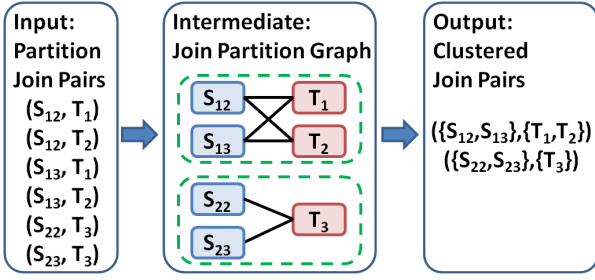 Input:
Partition
Join Pairs
(S₁₂, T₁)
(S₁₂, T₂)
(S₁₃, T₁)
(S₁₃, T₂)
(S₂₂, T₃)
(S₂₃, T₃)
Intermediate:
Join Partition Graph
S₁₂ T₁
S₁₃ T₂
S₂₂
T₃
S₂₃
Output:
Clustered
Join Pairs
({S₁₂,S₁₃},{T₁,T₂})
({S₂₂,S₂₃},{T₃})